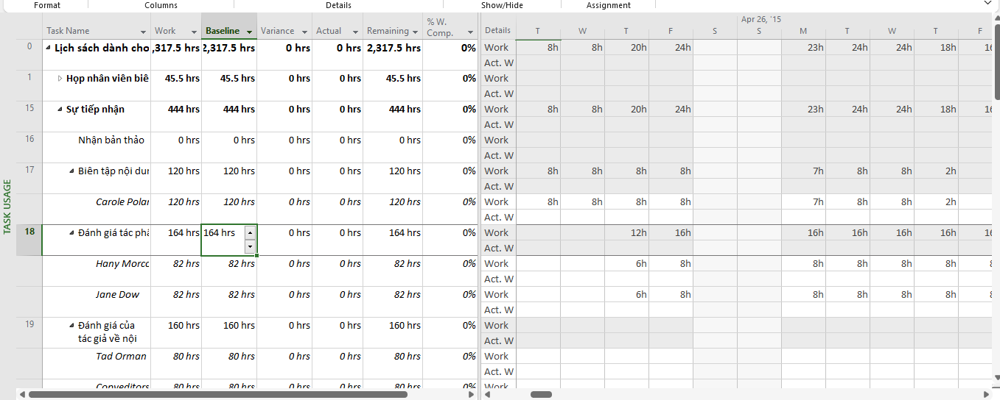 Format Columns Details Show/Hide Assignment
Task Name Work Baseline Variance Actual Remaining % W. Comp. Details Apr 26, '15
T W T F S S M T W T F
0 Lịch sách dành cho ,317.5 hrs 2,317.5 hrs 0 hrs 0 hrs 2,317.5 hrs 0% Work 8h 8h 20h 24h 23h 24h 24h 18h 16
Act. W
1 Họp nhân viên biê 45.5 hrs 45.5 hrs 0 hrs 0 hrs 45.5 hrs 0% Work
Act. W
15 Sự tiếp nhận 444 hrs 444 hrs 0 hrs 0 hrs 444 hrs 0% Work 8h 8h 20h 24h 23h 24h 24h 18h 16
Act. W
16 Nhận bản thảo 0 hrs 0 hrs 0 hrs 0 hrs 0 hrs 0% Work
Act. W
17 Biên tập nội dun 120 hrs 120 hrs 0 hrs 0 hrs 120 hrs 0% Work 8h 8h 8h 8h 7h 8h 8h 2h
Act. W
Carole Polan 120 hrs 120 hrs 0 hrs 0 hrs 120 hrs 0% Work 8h 8h 8h 8h 7h 8h 8h 2h
Act. W
TASK USAGE
18 Đánh giá tác phẩ 164 hrs 164 hrs 0 hrs 0 hrs 164 hrs 0% Work 12h 16h 16h 16h 16h 16h 16
Act. W
Hany Morco 82 hrs 82 hrs 0 hrs 0 hrs 82 hrs 0% Work 6h 8h 8h 8h 8h 8h 8
Act. W
Jane Dow 82 hrs 82 hrs 0 hrs 0 hrs 82 hrs 0% Work 6h 8h 8h 8h 8h 8h 8
Act. W
19 Đánh giá của tác giả về nội 160 hrs 160 hrs 0 hrs 0 hrs 160 hrs 0% Work
Act. W
Tad Orman 80 hrs 80 hrs 0 hrs 0 hrs 80 hrs 0% Work
Act. W
Copyeditors 80 hrs 80 hrs 0 hrs 0 hrs 80 hrs 0% Work